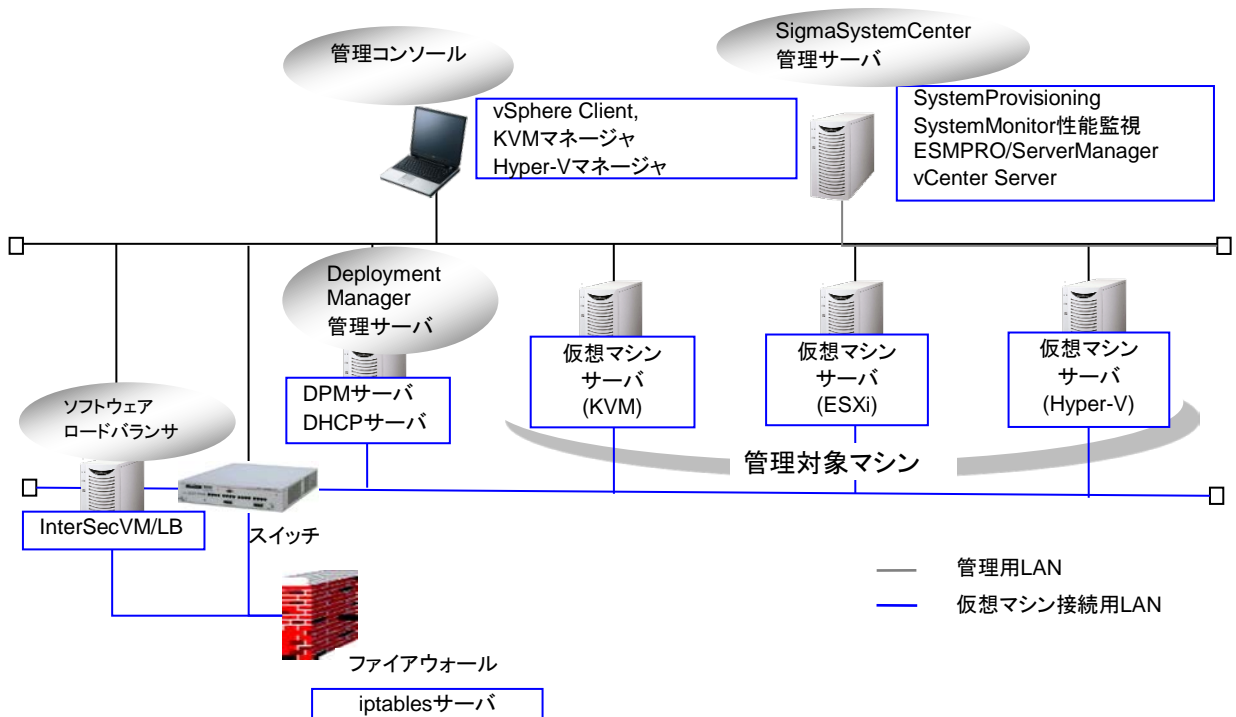 管理コンソール
SigmaSystemCenter
管理サーバ
vSphere Client,
KVMマネージャ
Hyper-Vマネージャ
SystemProvisioning
SystemMonitor性能監視
ESMPRO/ServerManager
vCenter Server
Deployment
Manager
管理サーバ
DPMサーバ
DHCPサーバ
仮想マシン
サーバ
(KVM)
仮想マシン
サーバ
(ESXi)
仮想マシン
サーバ
(Hyper-V)
ソフトウェア
ロードバランサ
管理対象マシン
InterSecVM/LB
スイッチ
管理用LAN
仮想マシン接続用LAN
ファイアウォール
iptablesサーバ